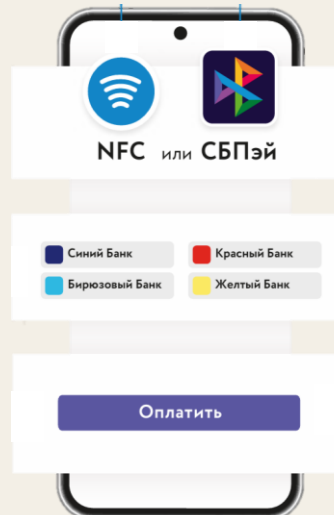 NFC или СБПэй
Синий Банк
Красный Банк
Бирюзовый Банк
Желтый Банк
Оплатить